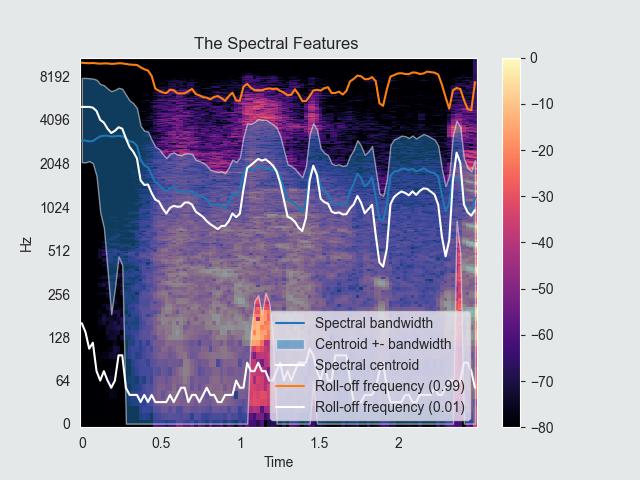 The Spectral Features
8192
4096
2048
1024
512
256
128
64
0
Hz
0
0.5
1
1.5
2
Time
Spectral bandwidth
Centroid +- bandwidth
Spectral centroid
Roll-off frequency (0.99)
Roll-off frequency (0.01)
0
−10
−20
−30
−40
−50
−60
−70
−80